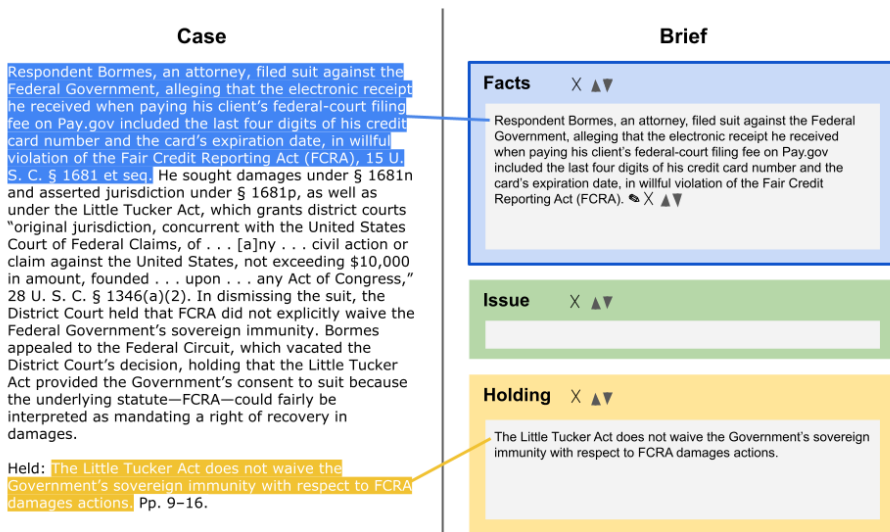 Case
Respondent Bormes, an attorney, filed suit against the
Federal Government, alleging that the electronic receipt
he received when paying his client’s federal-court filing
fee on Pay.gov included the last four digits of his credit
card number and the card’s expiration date, in willful
violation of the Fair Credit Reporting Act (FCRA), 15 U.
S. C. § 1681 et seq. He sought damages under § 1681n
and asserted jurisdiction under § 1681p, as well as
under the Little Tucker Act, which grants district courts
“original jurisdiction, concurrent with the United States
Court of Federal Claims, of . . . [a]ny . . . civil action or
claim against the United States, not exceeding $10,000
in amount, founded . . . upon . . . any Act of Congress,”
28 U. S. C. § 1346(a)(2). In dismissing the suit, the
District Court held that FCRA did not explicitly waive the
Federal Government’s sovereign immunity. Bormes
appealed to the Federal Circuit, which vacated the
District Court’s decision, holding that the Little Tucker
Act provided the Government’s consent to suit because
the underlying statute—FCRA—could fairly be
interpreted as mandating a right of recovery in
damages.
Held: The Little Tucker Act does not waive the
Government’s sovereign immunity with respect to FCRA
damages actions. Pp. 9–16.
Brief
Facts X ▲▼
Respondent Bormes, an attorney, filed suit against the Federal
Government, alleging that the electronic receipt he received
when paying his client’s federal-court filing fee on Pay.gov
included the last four digits of his credit card number and the
card’s expiration date, in willful violation of the Fair Credit
Reporting Act (FCRA). ✎ X ▲▼
Issue X ▲▼
Holding X ▲▼
The Little Tucker Act does not waive the Government’s sovereign
immunity with respect to FCRA damages actions.